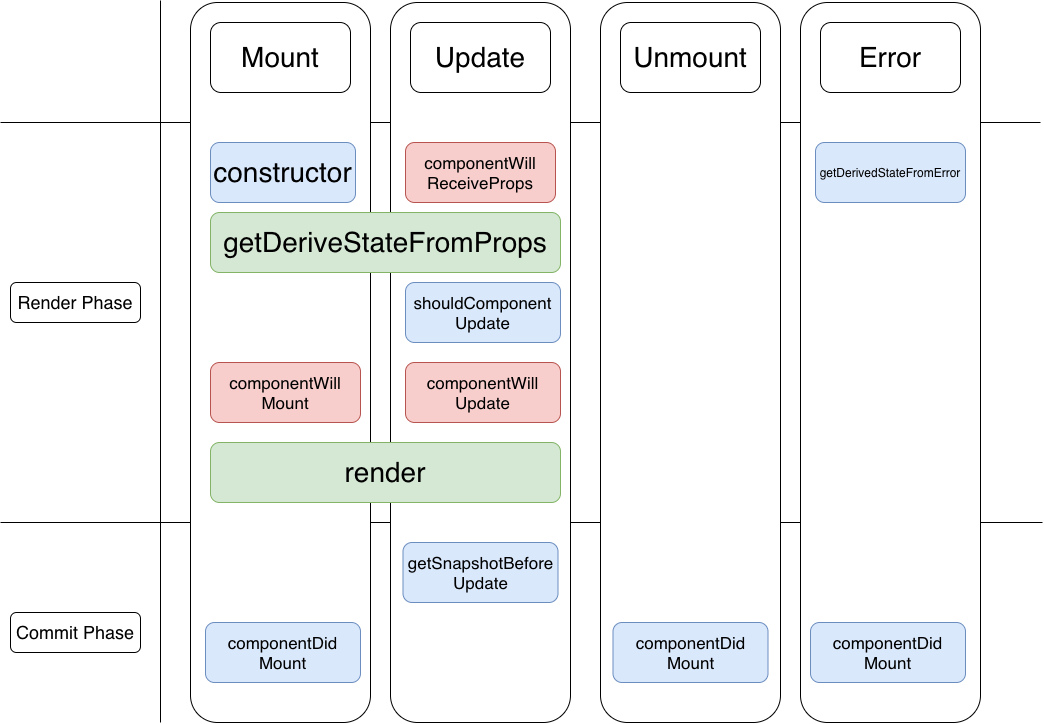 Mount
Update
Unmount
Error
constructor
componentWill
ReceiveProps
getDerivedStateFromError
getDeriveStateFromProps
Render Phase
shouldComponent
Update
componentWill
Mount
componentWill
Update
render
getSnapshotBefore
Update
Commit Phase
componentDid
Mount
componentDid
Mount
componentDid
Mount